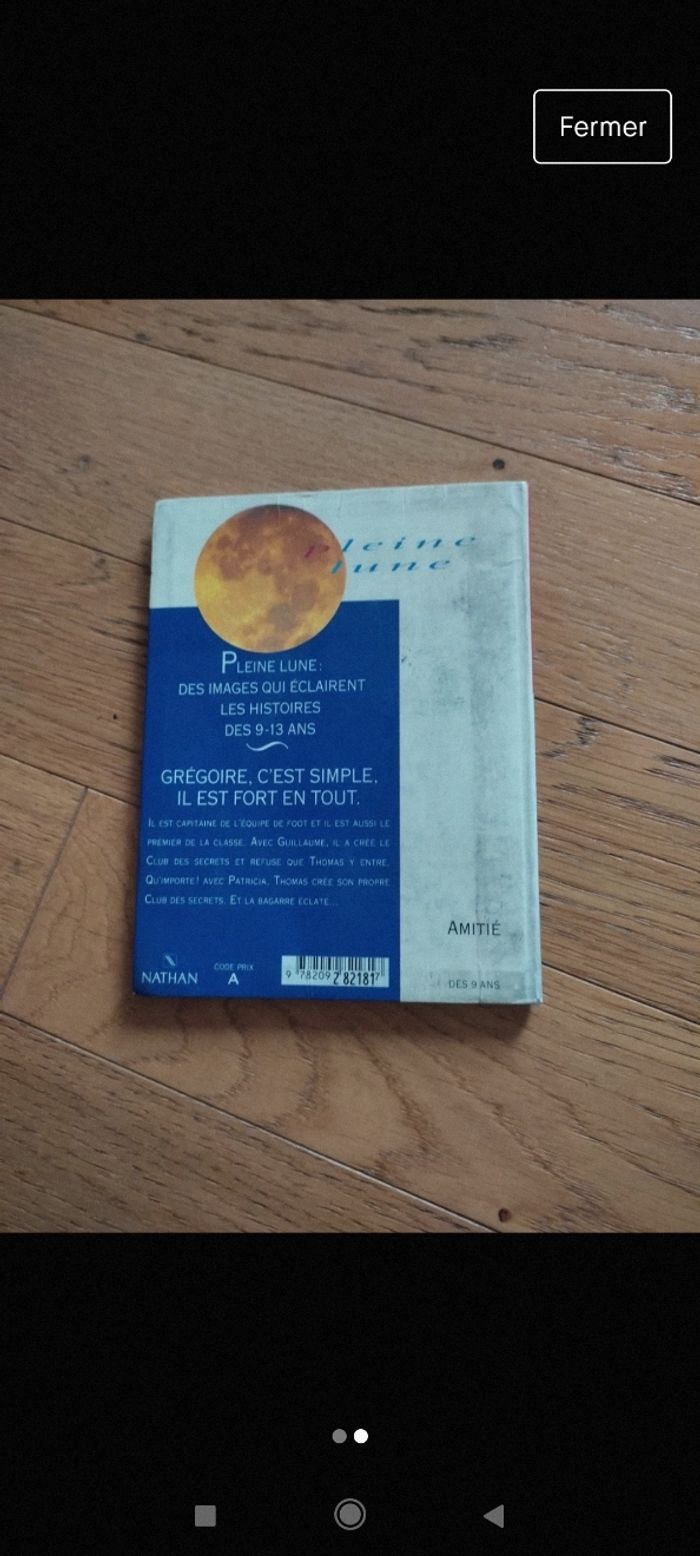 Fermer
pleine
lune
PLEINE LUNE :
DES IMAGES QUI ÉCLAIRENT
LES HISTOIRES
DES 9-13 ANS
GRÉGOIRE, C'EST SIMPLE,
IL EST FORT EN TOUT.
IL EST CAPITAINE DE L'ÉQUIPE DE FOOT ET IL EST AUSSI LE
PREMIER DE LA CLASSE. AVEC GUILLAUME, IL A CRÉÉ LE
CLUB DES SECRETS ET REFUSE QUE THOMAS Y ENTRE.
QU'IMPORTE ! AVEC PATRICIA, THOMAS CRÉE SON PROPRE
CLUB DES SECRETS. ET LA BAGARRE ÉCLATE...
AMITIÉ
NATHAN
CODE PRIX
A
9 782092 821817
DÈS 9 ANS